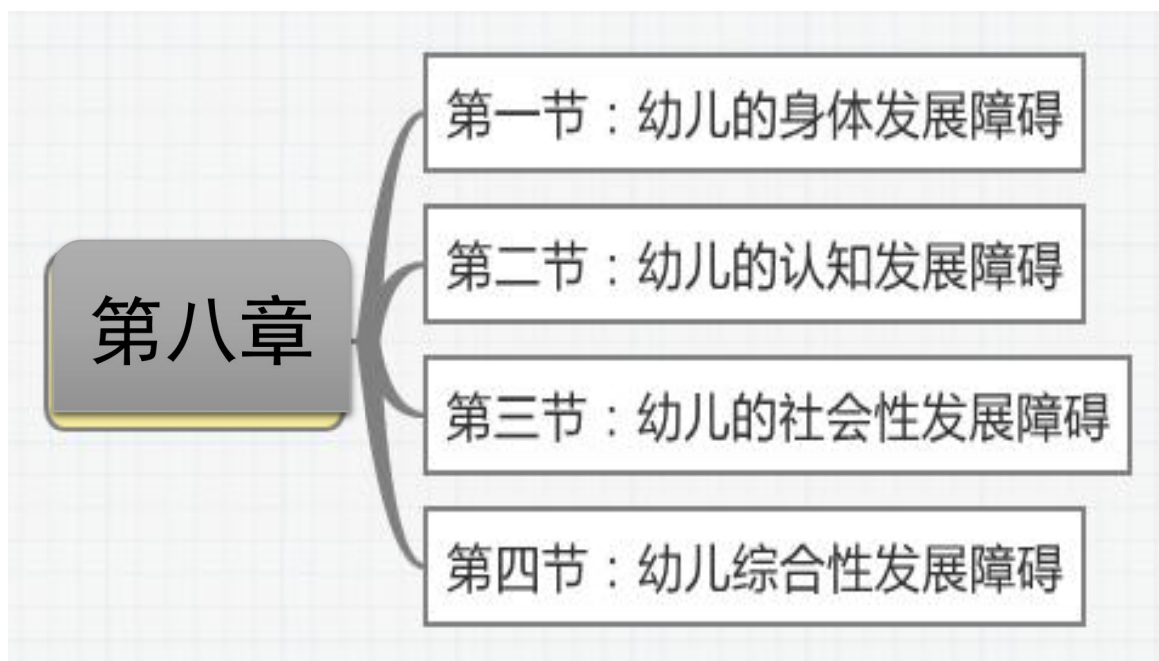 第八章
第一节：幼儿的身体发展障碍
第二节：幼儿的认知发展障碍
第三节：幼儿的社会性发展障碍
第四节：幼儿综合性发展障碍